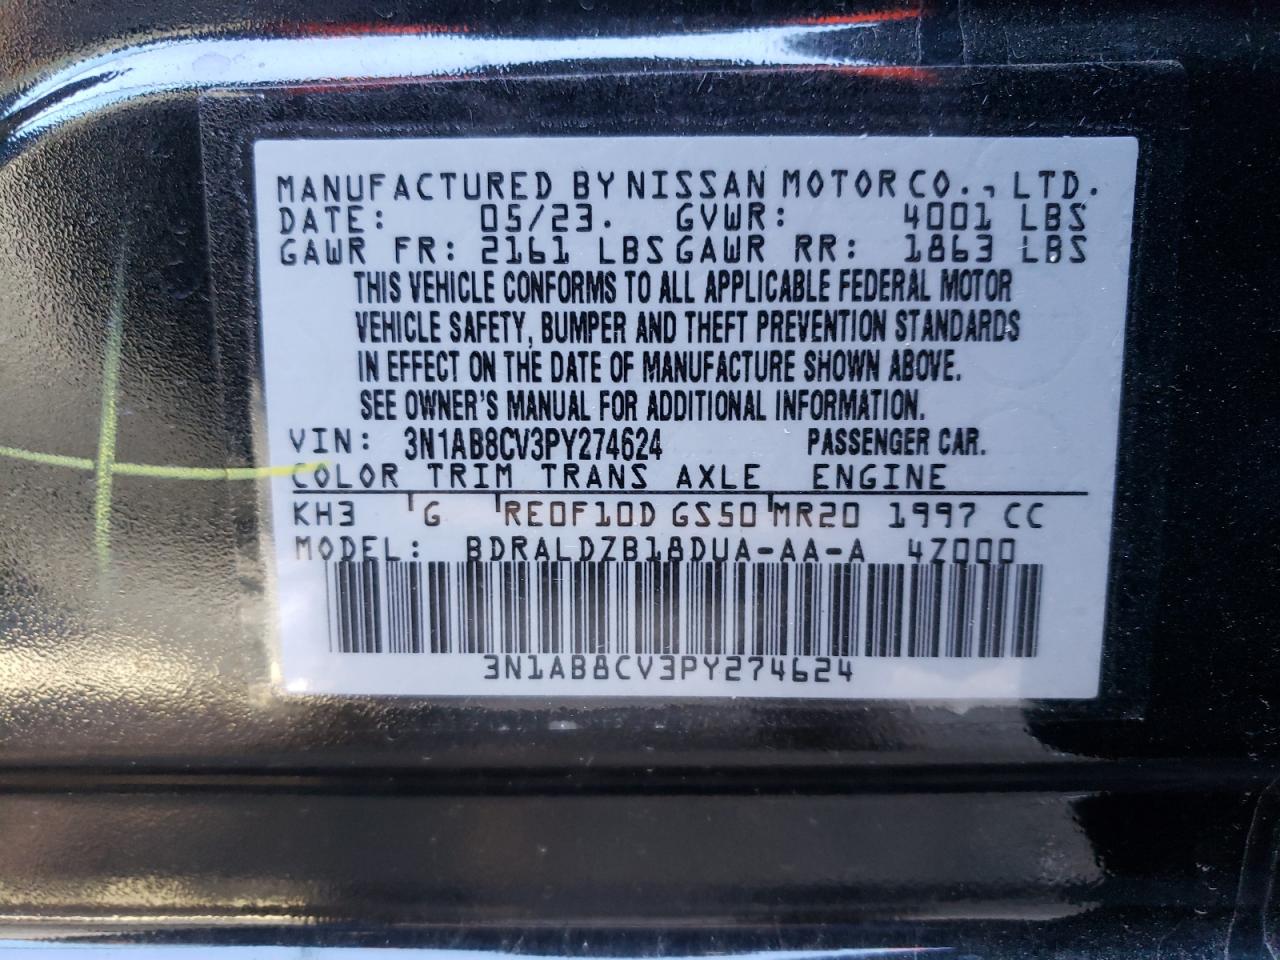 MANUFACTURED BY NISSAN MOTOR CO., LTD.
DATE: 05/23. GVWR: 4001 LBS
GAWR FR: 2161 LBS GAWR RR: 1863 LBS
THIS VEHICLE CONFORMS TO ALL APPLICABLE FEDERAL MOTOR
VEHICLE SAFETY, BUMPER AND THEFT PREVENTION STANDARDS
IN EFFECT ON THE DATE OF MANUFACTURE SHOWN ABOVE.
SEE OWNER'S MANUAL FOR ADDITIONAL INFORMATION.
VIN: 3N1AB8CV3PY274624 PASSENGER CAR.
COLOR TRIM TRANS AXLE ENGINE
KH3 G RE0F10D GS50 MR20 1997 CC
MODEL: BDRALDZB18DUA-AA-A 4Z000
3N1AB8CV3PY274624